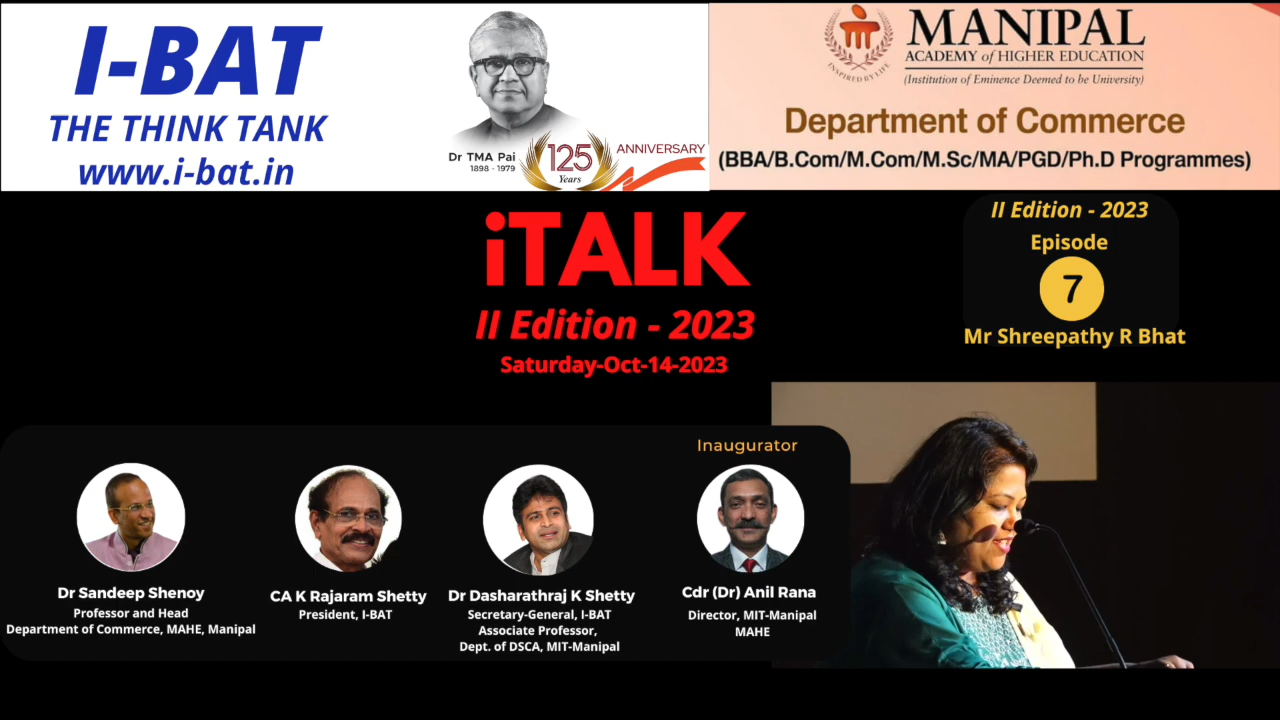 I-BAT
THE THINK TANK
www.i-bat.in
Dr TMA Pai
1898 - 1979
125
Years
ANNIVERSARY
INSPIRED BY LIFE
MANIPAL
ACADEMY of HIGHER EDUCATION
(Institution of Eminence Deemed to be University)
Department of Commerce
(BBA/B.Com/M.Com/M.Sc/MA/PGD/Ph.D Programmes)
iTALK
II Edition - 2023
Saturday-Oct-14-2023
II Edition - 2023
Episode
7
Mr Shreepathy R Bhat
Inaugurator
Dr Sandeep Shenoy
Professor and Head
Department of Commerce, MAHE, Manipal
CA K Rajaram Shetty
President, I-BAT
Dr Dasharathraj K Shetty
Secretary-General, I-BAT
Associate Professor,
Dept. of DSCA, MIT-Manipal
Cdr (Dr) Anil Rana
Director, MIT-Manipal
MAHE